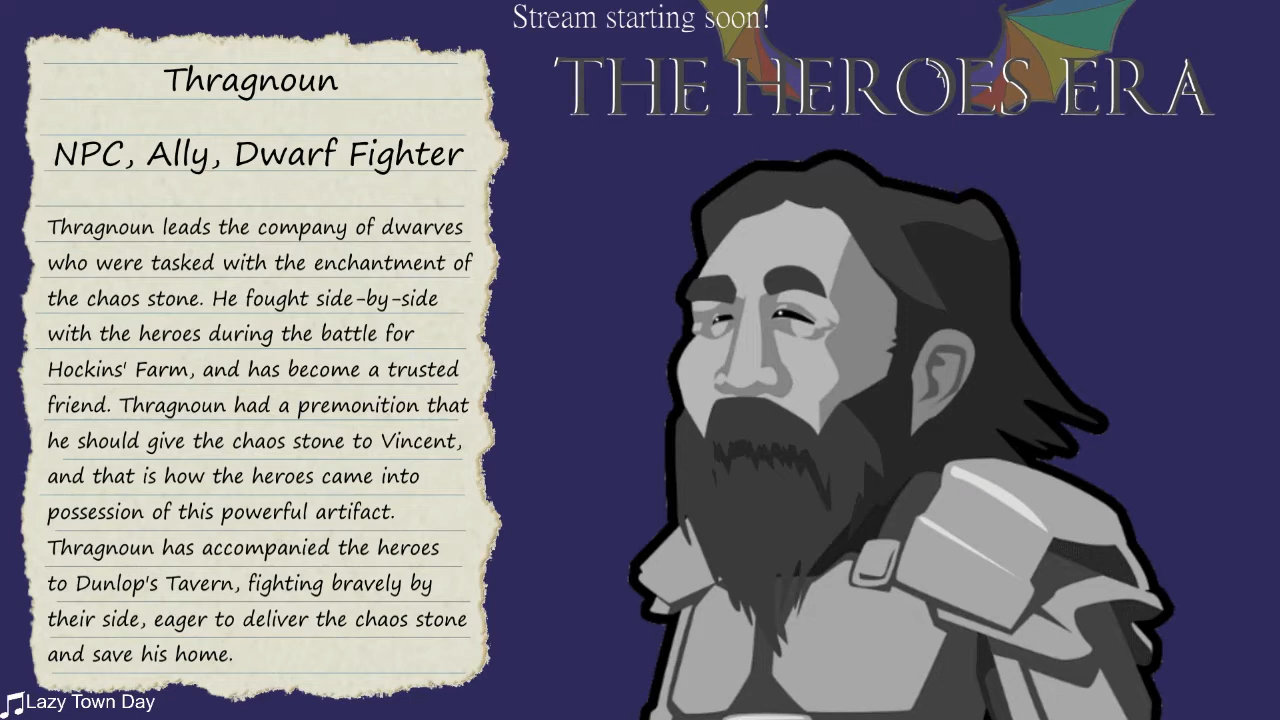 Stream starting soon!
THE HEROES ERA
Thragnoun
NPC, Ally, Dwarf Fighter
Thragnoun leads the company of dwarves
who were tasked with the enchantment of
the chaos stone. He fought side-by-side
with the heroes during the battle for
Hockins' Farm, and has become a trusted
friend. Thragnoun had a premonition that
he should give the chaos stone to Vincent,
and that is how the heroes came into
possession of this powerful artifact.
Thragnoun has accompanied the heroes
to Dunlop's Tavern, fighting bravely by
their side, eager to deliver the chaos stone
and save his home.
Lazy Town Day